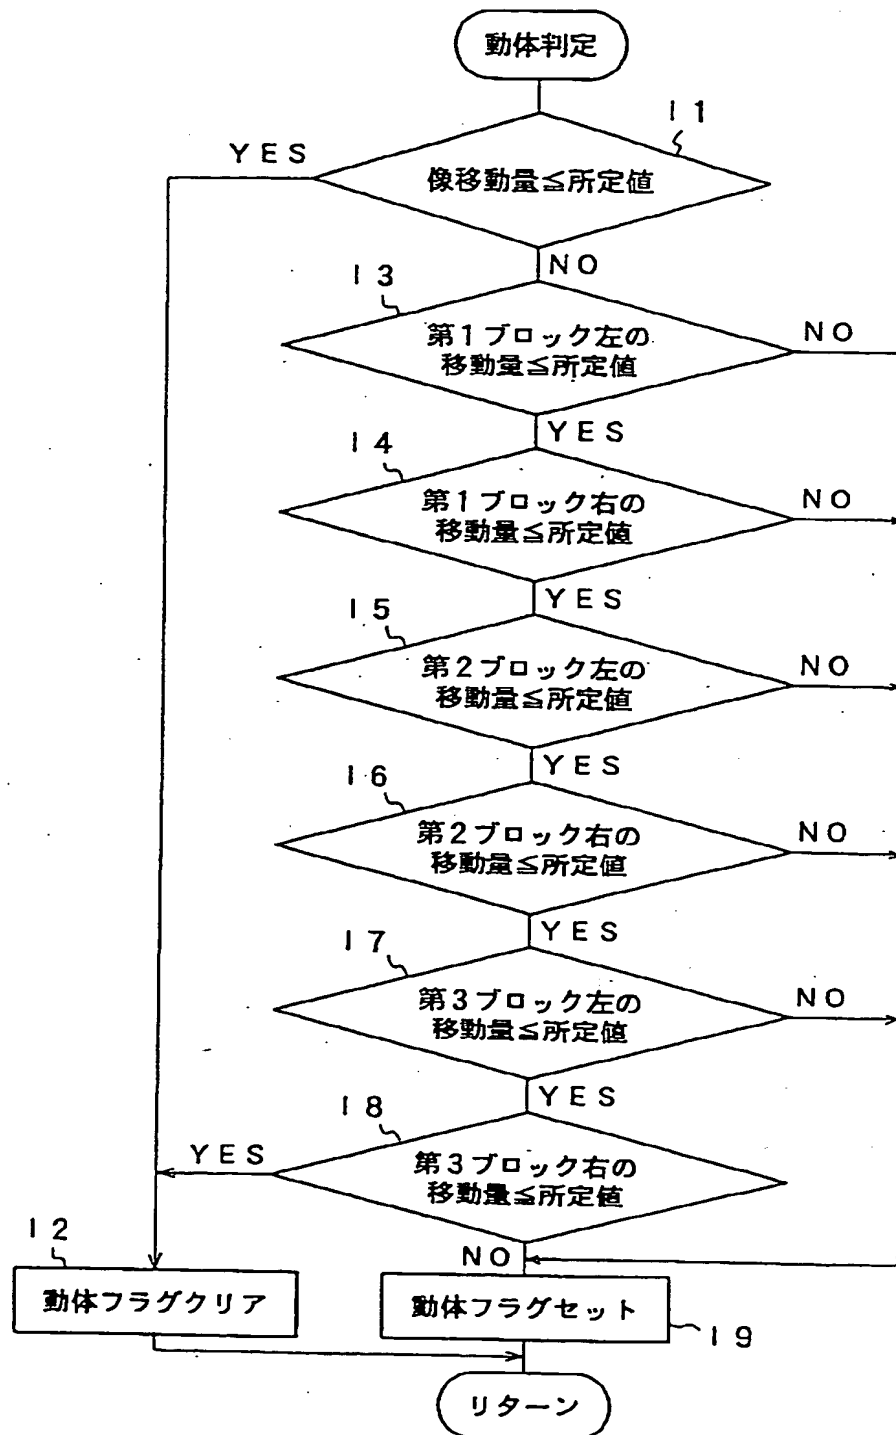 動体判定
11
YES
像移動量≦所定値
NO
13
第1ブロック左の
移動量≦所定値
NO
YES
14
第1ブロック右の
移動量≦所定値
NO
YES
15
第2ブロック左の
移動量≦所定値
NO
YES
16
第2ブロック右の
移動量≦所定値
NO
YES
17
第3ブロック左の
移動量≦所定値
NO
YES
18
YES
第3ブロック右の
移動量≦所定値
12
NO
動体フラグクリア
動体フラグセット
19
リターン